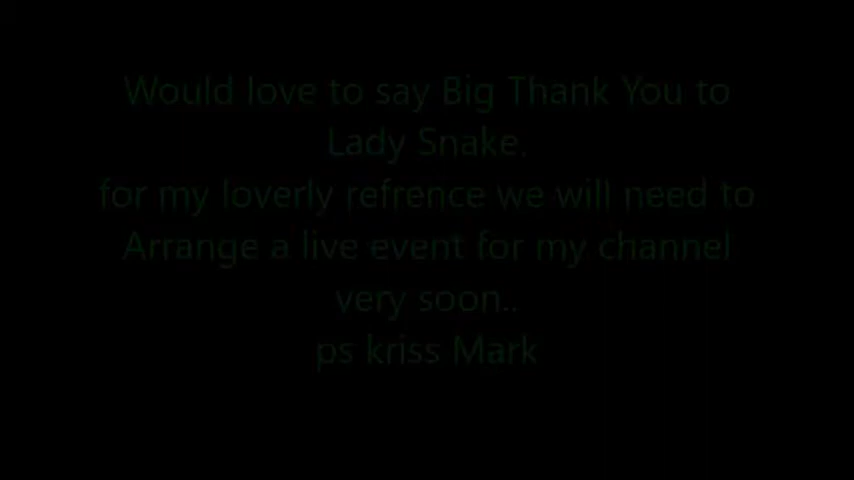 Would love to say Big Thank You to
Lady Snake.
for my loverly refrence we will need to
Arrange a live event for my channel
very soon..
ps kriss Mark